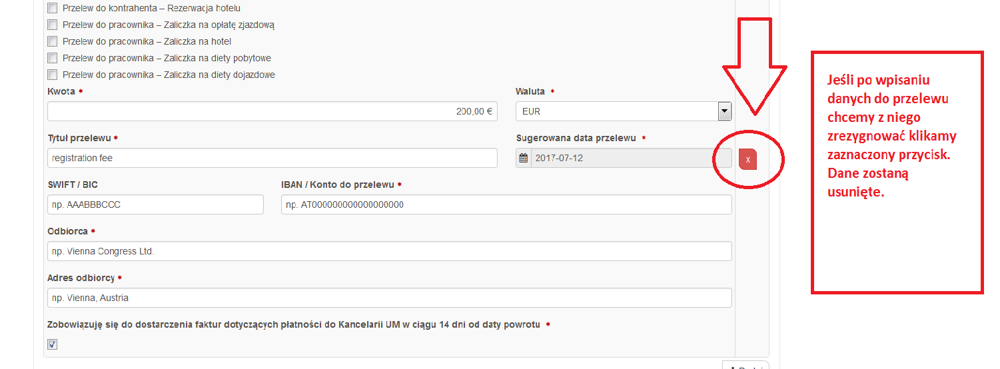 Przelew do kontrahenta – Rezerwacja hotelu
Przelew do pracownika – Zaliczka na opłatę zjazdową
Przelew do pracownika – Zaliczka na hotel
Przelew do pracownika – Zaliczka na diety pobytowe
Przelew do pracownika – Zaliczka na diety dojazdowe
Kwota *
Waluta *
200,00 €
EUR
Tytuł przelewu *
Sugerowana data przelewu *
registration fee
2017-07-12
x
SWIFT / BIC
IBAN / Konto do przelewu *
np. AAABBBCCC
np. AT000000000000000000
Odbiorca *
np. Vienna Congress Ltd.
Adres odbiorcy *
np. Vienna, Austria
Zobowiązuję się do dostarczenia faktur dotyczących płatności do Kancelarii UM w ciągu 14 dni od daty powrotu *
Jeśli po wpisaniu
danych do przelewu
chcemy z niego
zrezygnować klikamy
zaznaczony przycisk.
Dane zostaną
usunięte.